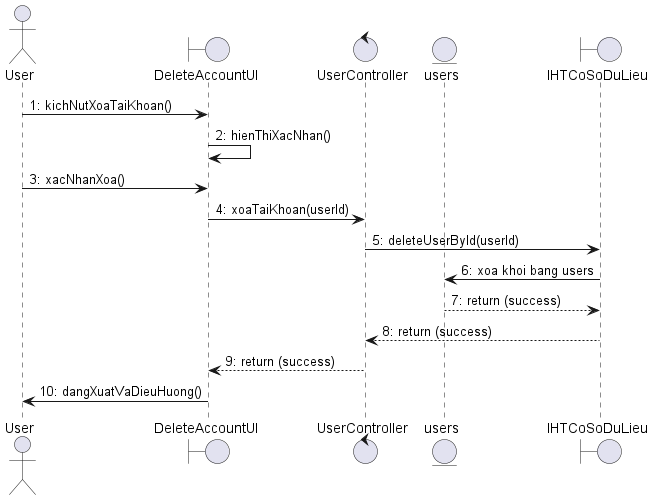 User
DeleteAccountUI
UserController
users
IHTCoSoDuLieu
1: kichNutXoaTaiKhoan()
2: hienThiXacNhan()
3: xacNhanXoa()
4: xoaTaiKhoan(userId)
5: deleteUserById(userId)
6: xoa khoi bang users
7: return (success)
8: return (success)
9: return (success)
10: dangXuatVaDieuHuong()
User
DeleteAccountUI
UserController
users
IHTCoSoDuLieu